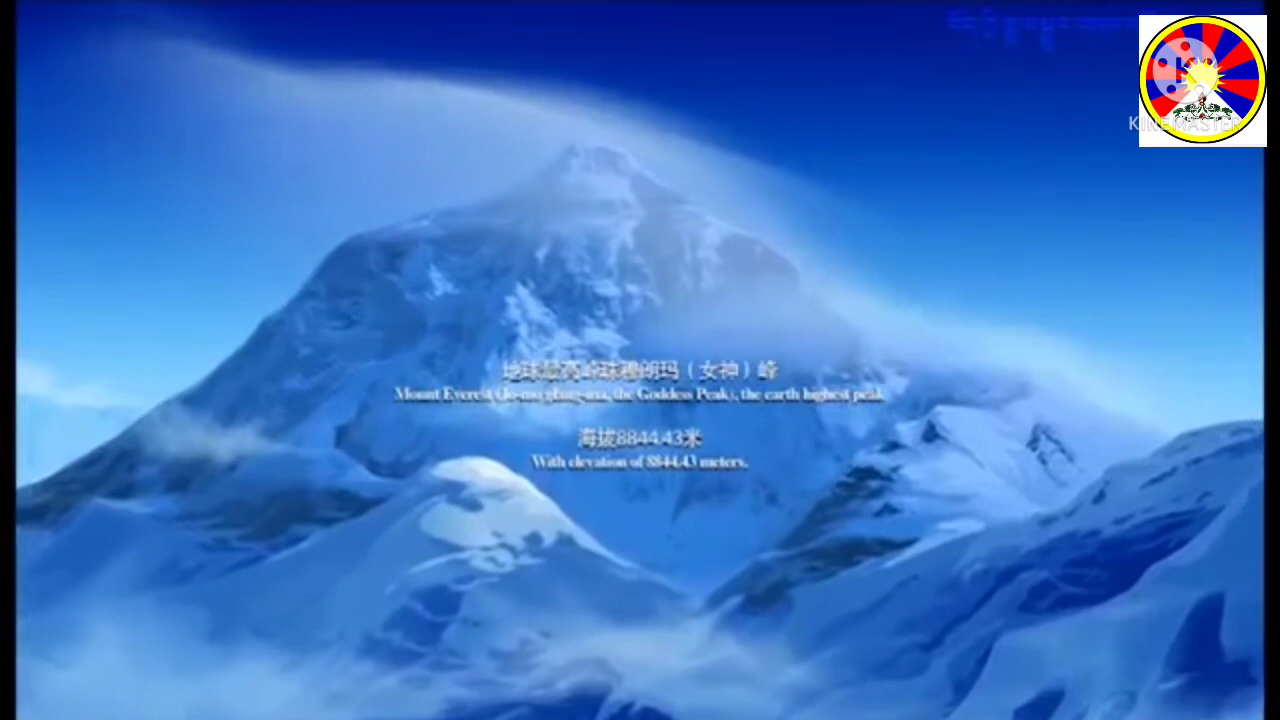 KINEMASTER
地球最高峰珠穆朗玛（女神）峰
Mount Everest (Jo-mo glang-ma, the Goddess Peak), the earth highest peak
海拔8844.43米
With elevation of 8844.43 meters.